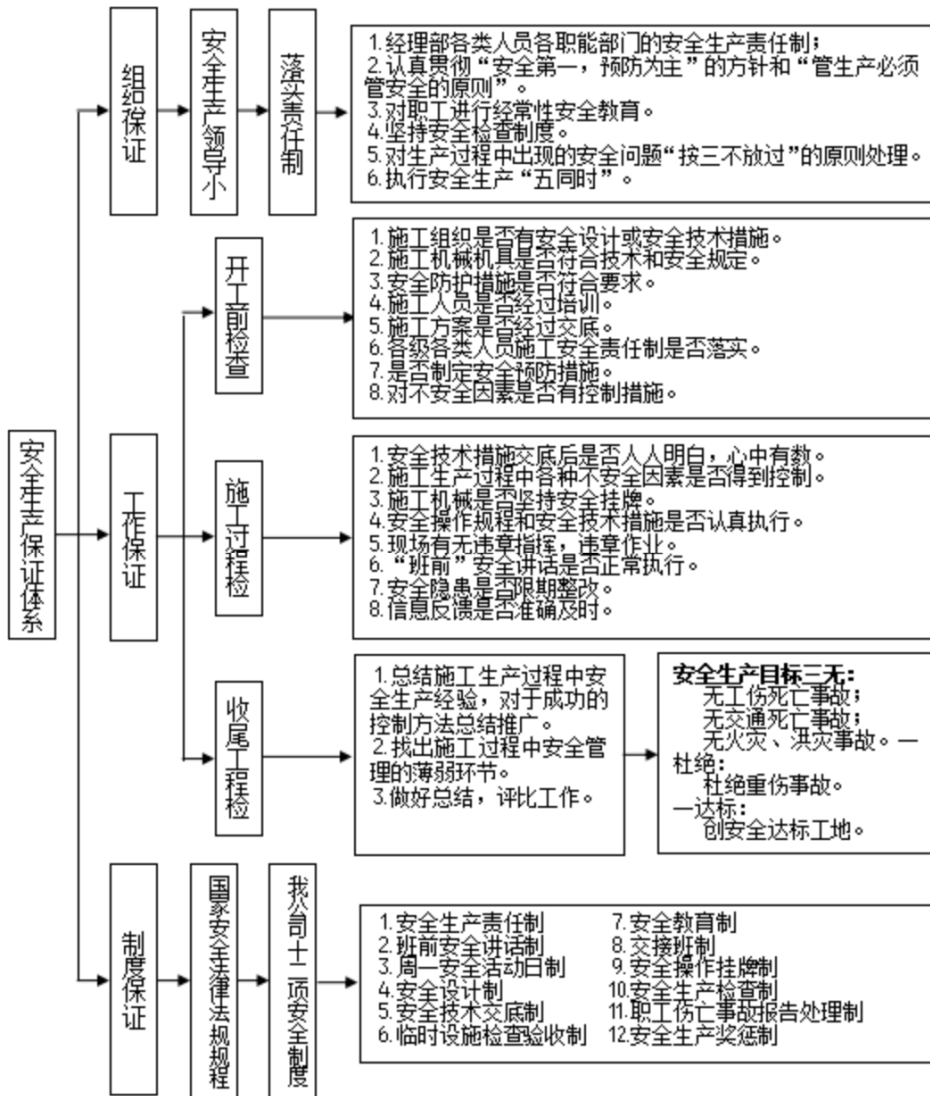 安全生产保证体系
组织保证
安全生产领导小
落实责任制
1.经理部各类人员各职能部门的安全生产责任制；
2.认真贯彻“安全第一，预防为主”的方针和“管生产必须
管安全的原则”。
3.对职工进行经常性安全教育。
4.坚持安全检查制度。
5.对生产过程中出现的安全问题“按三不放过”的原则处理。
6.执行安全生产“五同时”。
工作保证
开工前检查
1.施工组织是否有安全设计或安全技术措施。
2.施工机械机具是否符合技术和安全规定。
3.安全防护措施是否符合要求。
4.施工人员是否经过培训。
5.施工方案是否经过交底。
6.各级各类人员施工安全责任制是否落实。
7.是否制定安全预防措施。
8.对不安全因素是否有控制措施。
施工过程检
1.安全技术措施交底后是否人人明白，心中有数。
2.施工生产过程中各种不安全因素是否得到控制。
3.施工机械是否坚持安全挂牌。
4.安全操作规程和安全技术措施是否认真执行。
5.现场有无违章指挥，违章作业。
6.“班前”安全讲话是否正常执行。
7.安全隐患是否限期整改。
8.信息反馈是否准确及时。
收尾工程检
1.总结施工生产过程中安
全生产经验，对于成功的
控制方法总结推广。
2.找出施工过程中安全管
理的薄弱环节。
3.做好总结，评比工作。
安全生产目标三无：
无工伤死亡事故；
无交通死亡事故；
无火灾、洪灾事故。一
杜绝：
杜绝重伤事故。
一达标：
创安全达标工地。
制度保证
国家安全法律法规规程
我公司十二项安全制度
1.安全生产责任制
2.班前安全讲话制
3.周一安全活动日制
4.安全设计制
5.安全技术交底制
6.临时设施检查验收制
7.安全教育制
8.交接班制
9.安全操作挂牌制
10.安全生产检查制
11.职工伤亡事故报告处理制
12.安全生产奖惩制